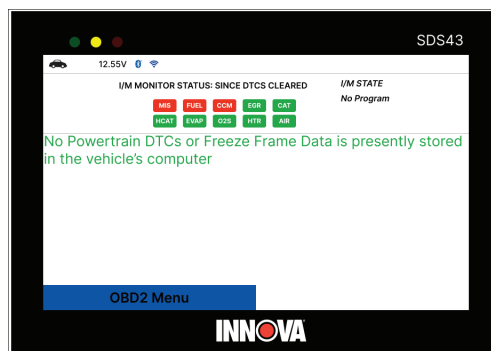 SDS43
12.55V
I/M MONITOR STATUS: SINCE DTCS CLEARED
I/M STATE
No Program
MIS FUEL CCM EGR CAT
HCAT EVAP O2S HTR AIR
No Powertrain DTCs or Freeze Frame Data is presently stored
in the vehicle's computer
OBD2 Menu
INNOVA